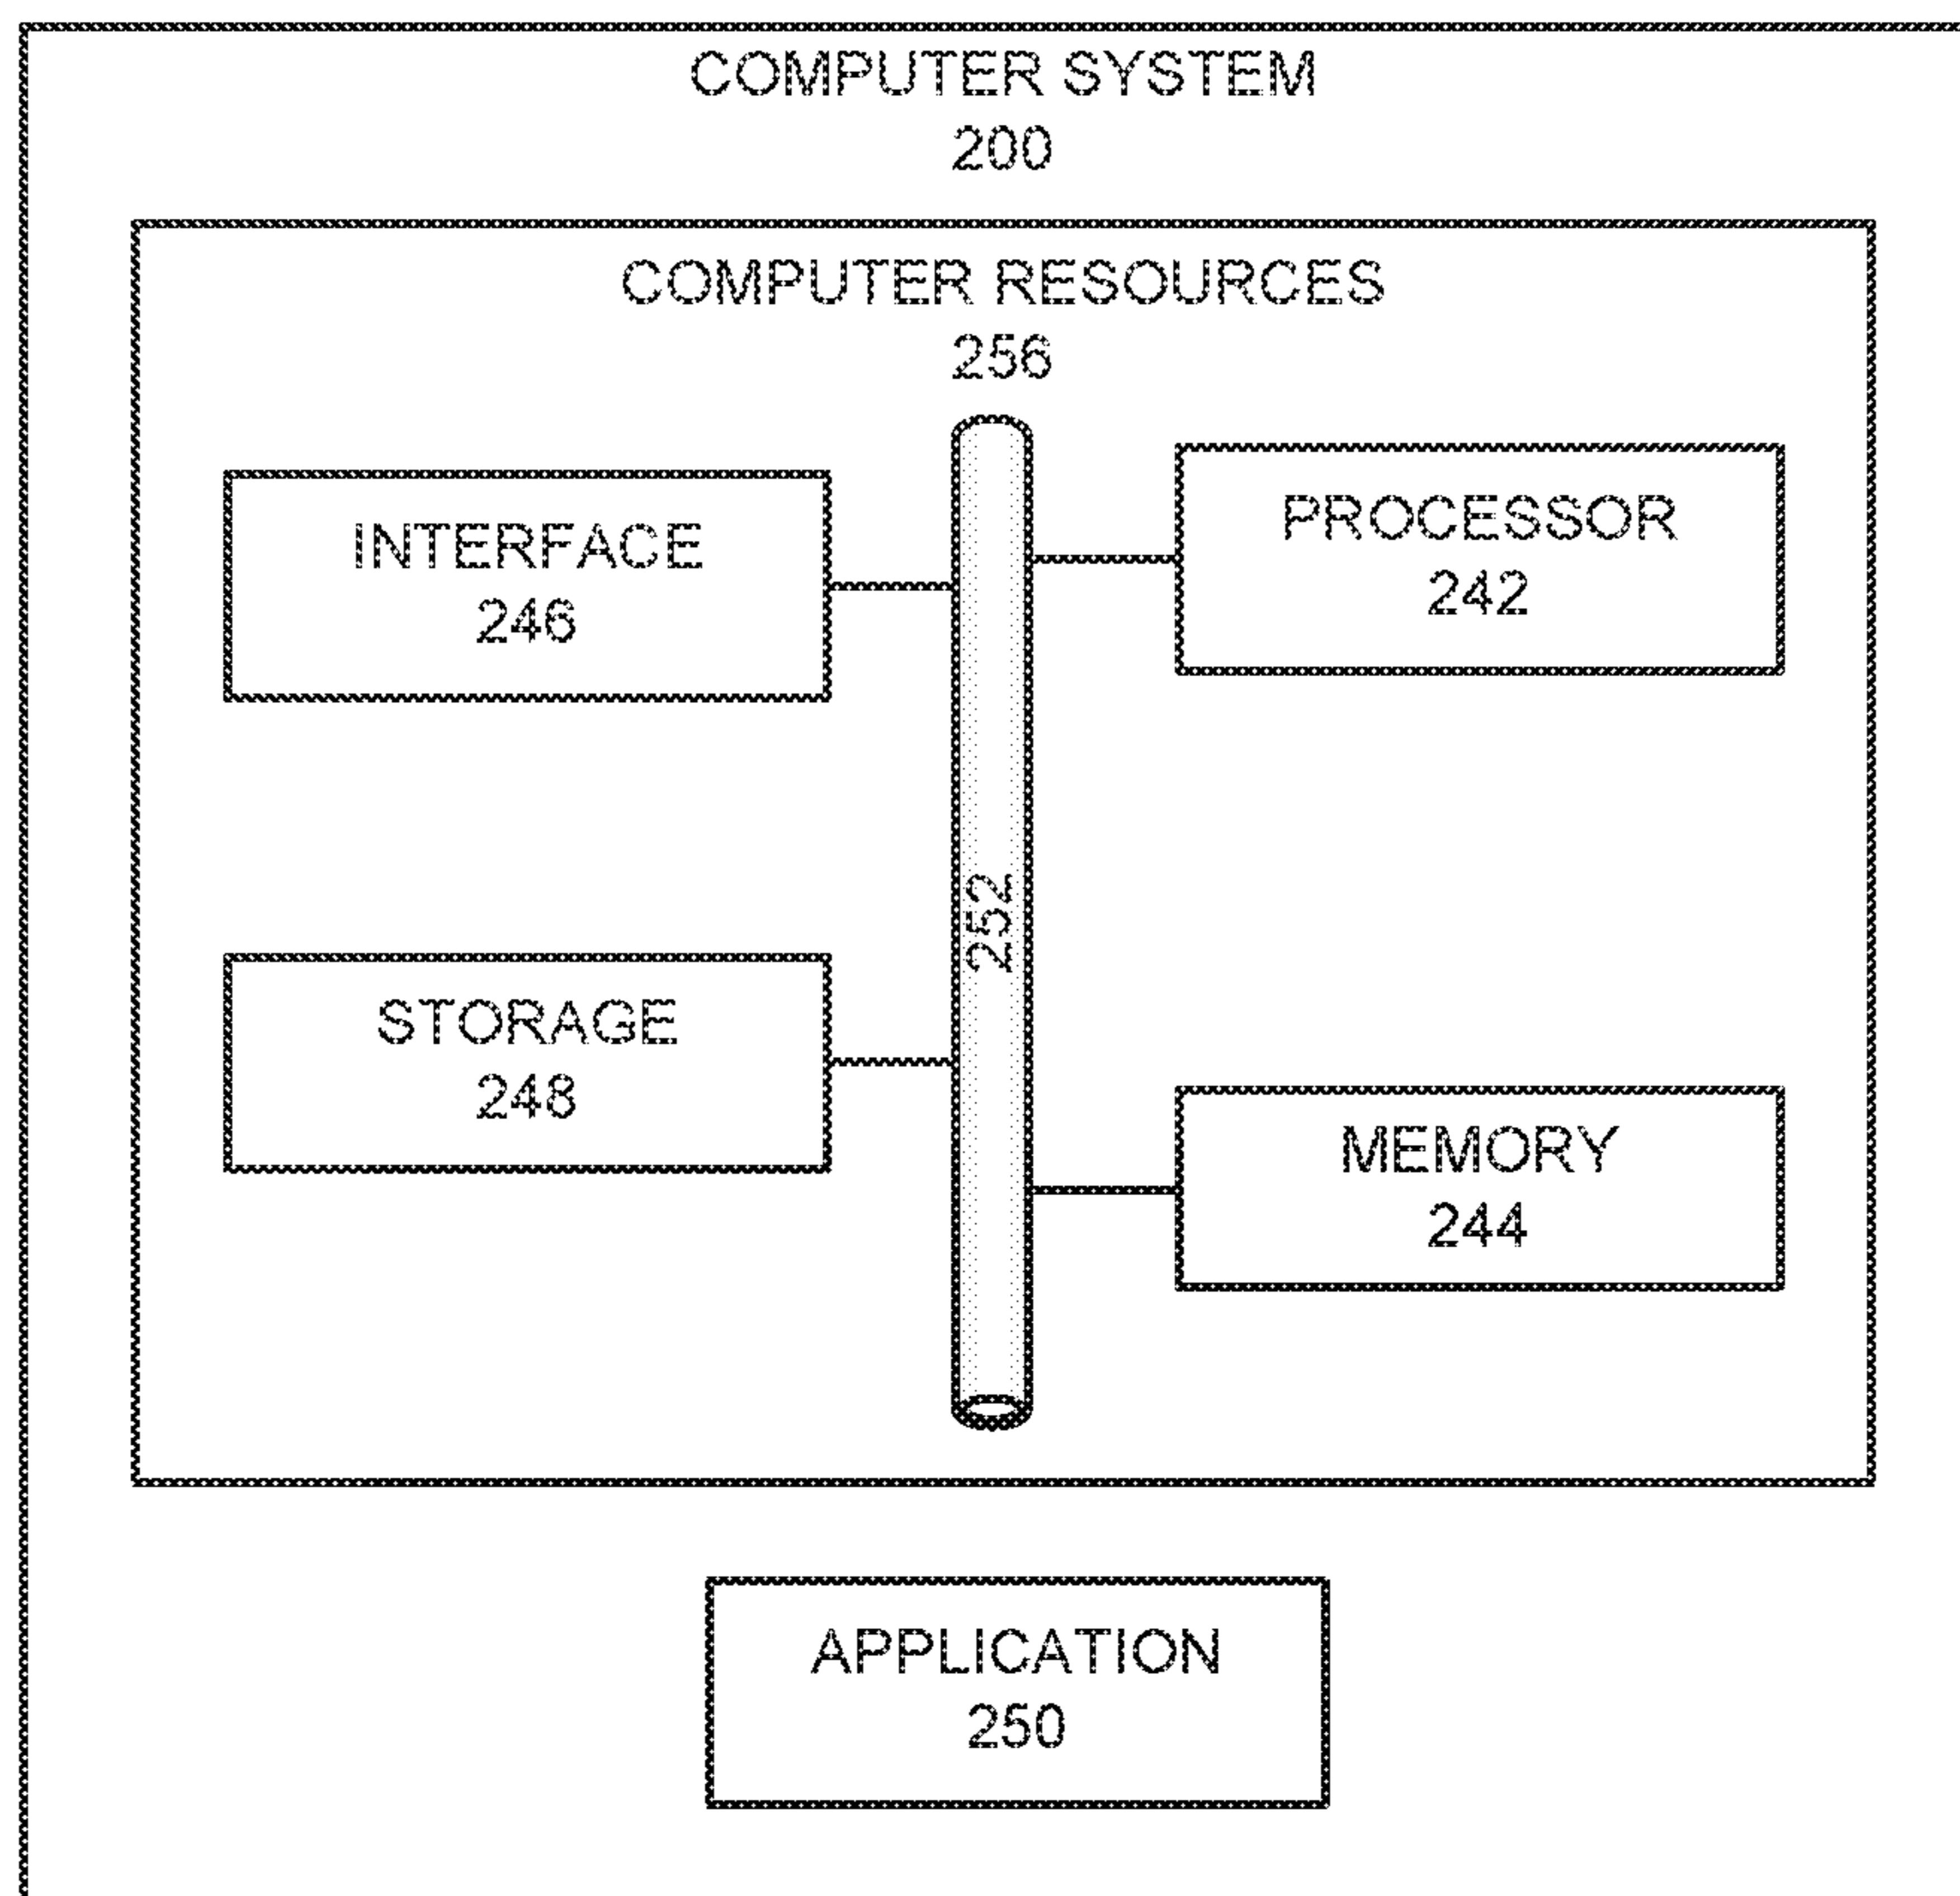 COMPUTER SYSTEM
200
COMPUTER RESOURCES
256
INTERFACE
246
PROCESSOR
242
252
STORAGE
248
MEMORY
244
APPLICATION
250